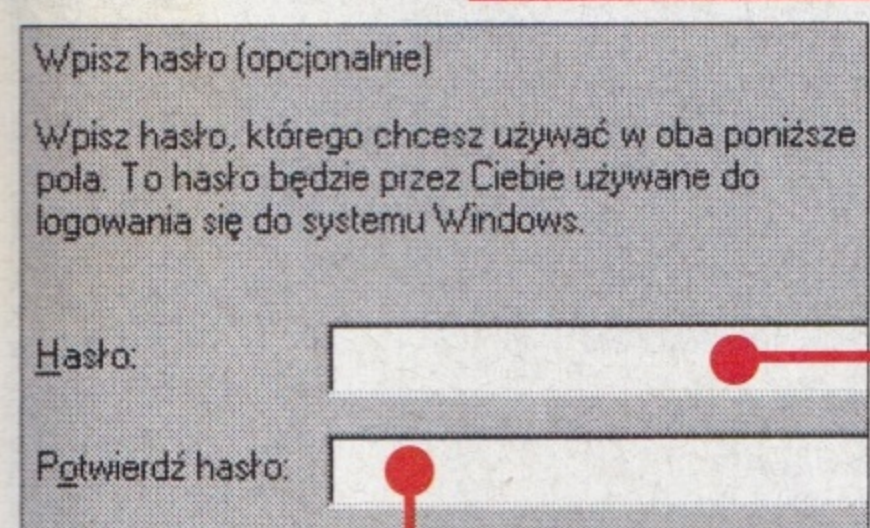 Wpisz hasło (opcjonalnie)
Wpisz hasło, którego chcesz używać w oba poniższe
pola. To hasło będzie przez Ciebie używane do
logowania się do systemu Windows.
Hasło:
Potwierdź hasło: